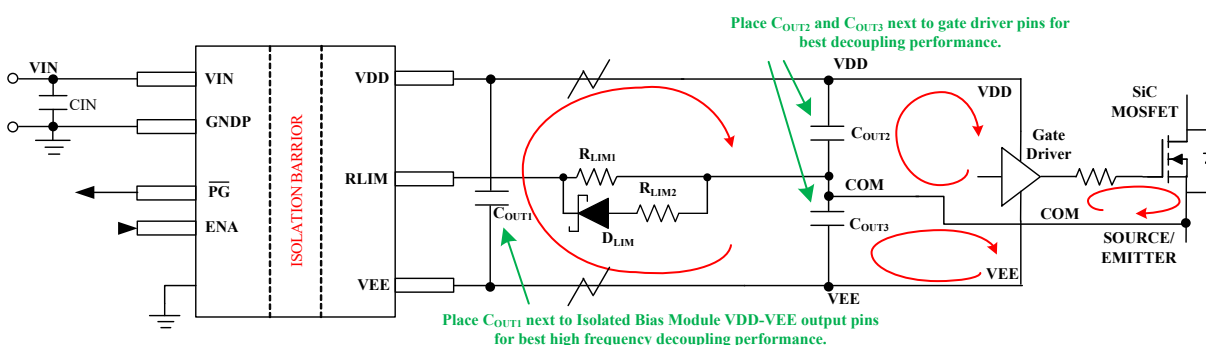 Place COUT2 and COUT3 next to gate driver pins for
best decoupling performance.
VIN
CIN
VIN
GNDP
PG
ENA
ISOLATION BARRIER
VDD
RLIM
VEE
COUT1
RLIM1
RLIM2
DLIM
VDD
COUT2
COM
COUT3
VEE
VDD
Gate
Driver
SiC
MOSFET
COM
SOURCE/
EMITTER
VEE
Place COUT1 next to Isolated Bias Module VDD-VEE output pins
for best high frequency decoupling performance.